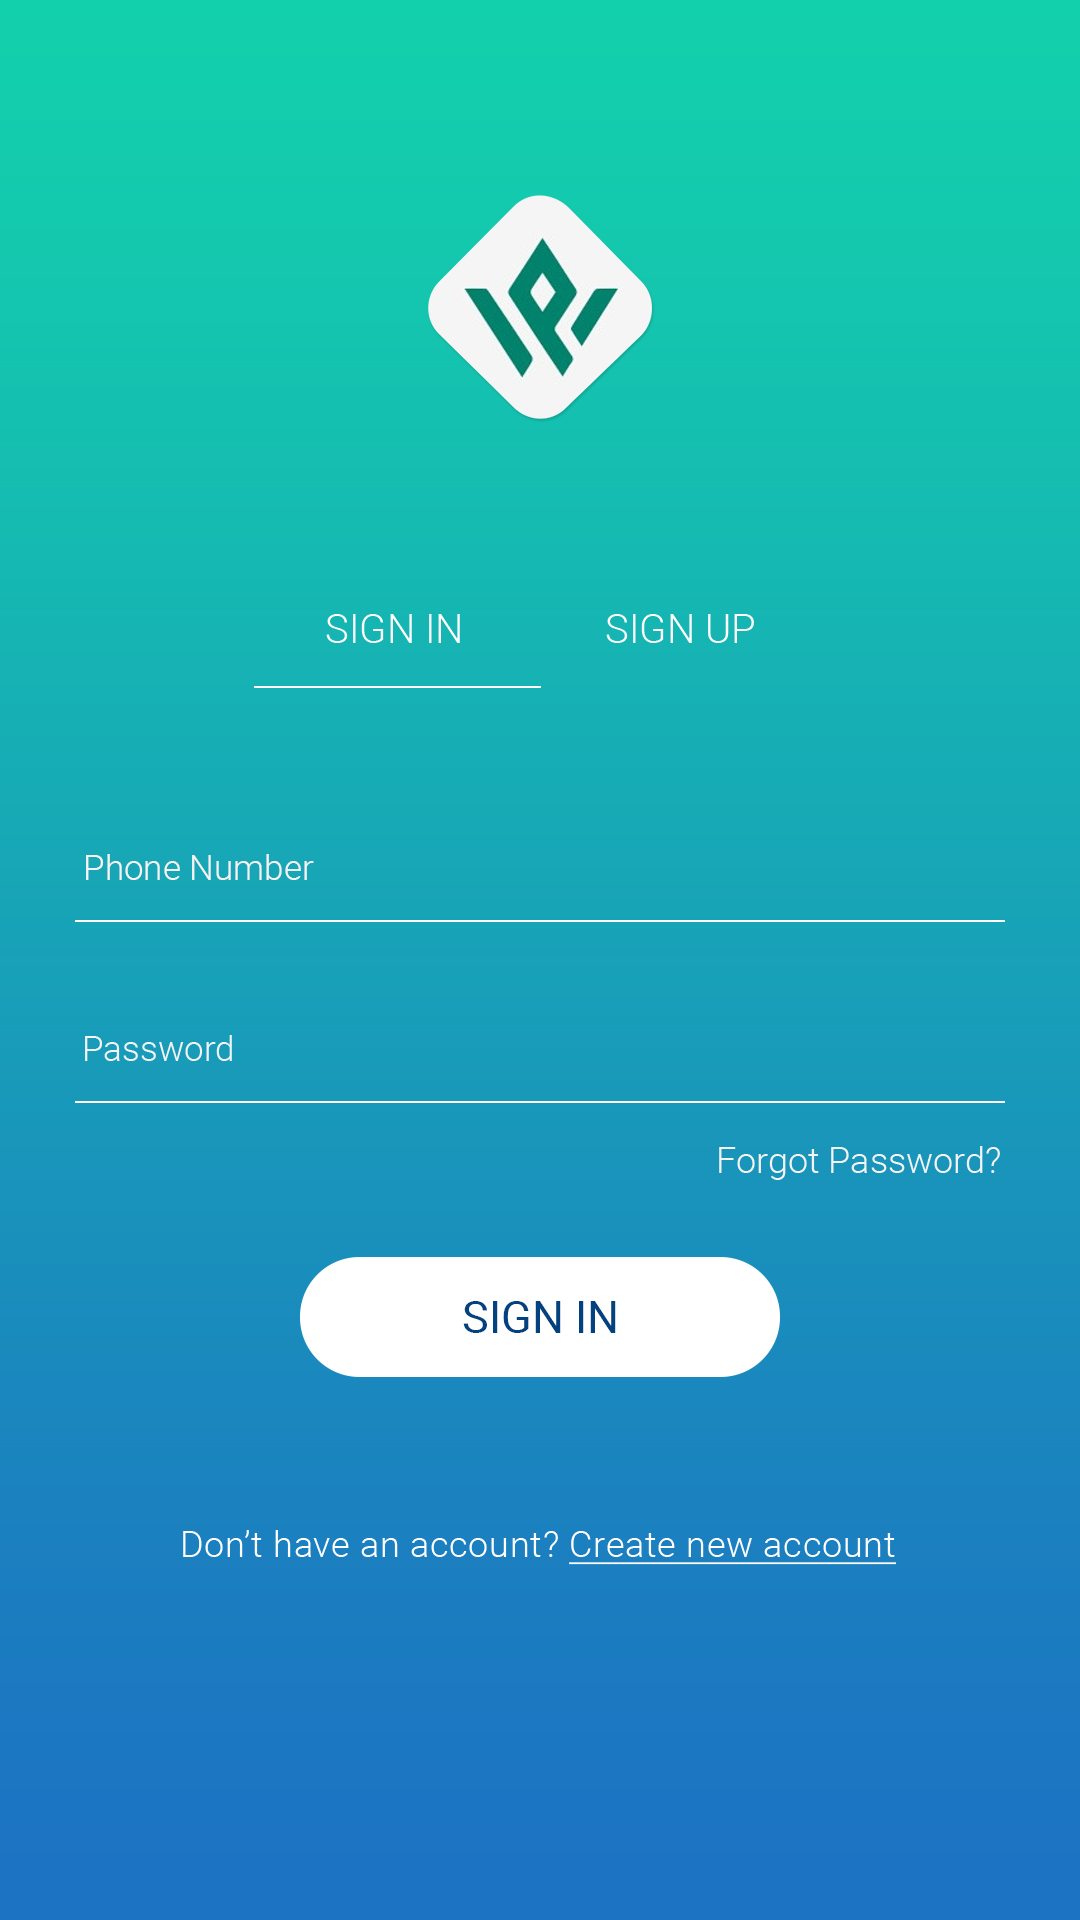 SIGN IN SIGN UP
Phone Number
Password
Forgot Password?
SIGN IN
Don’t have an account? Create new account